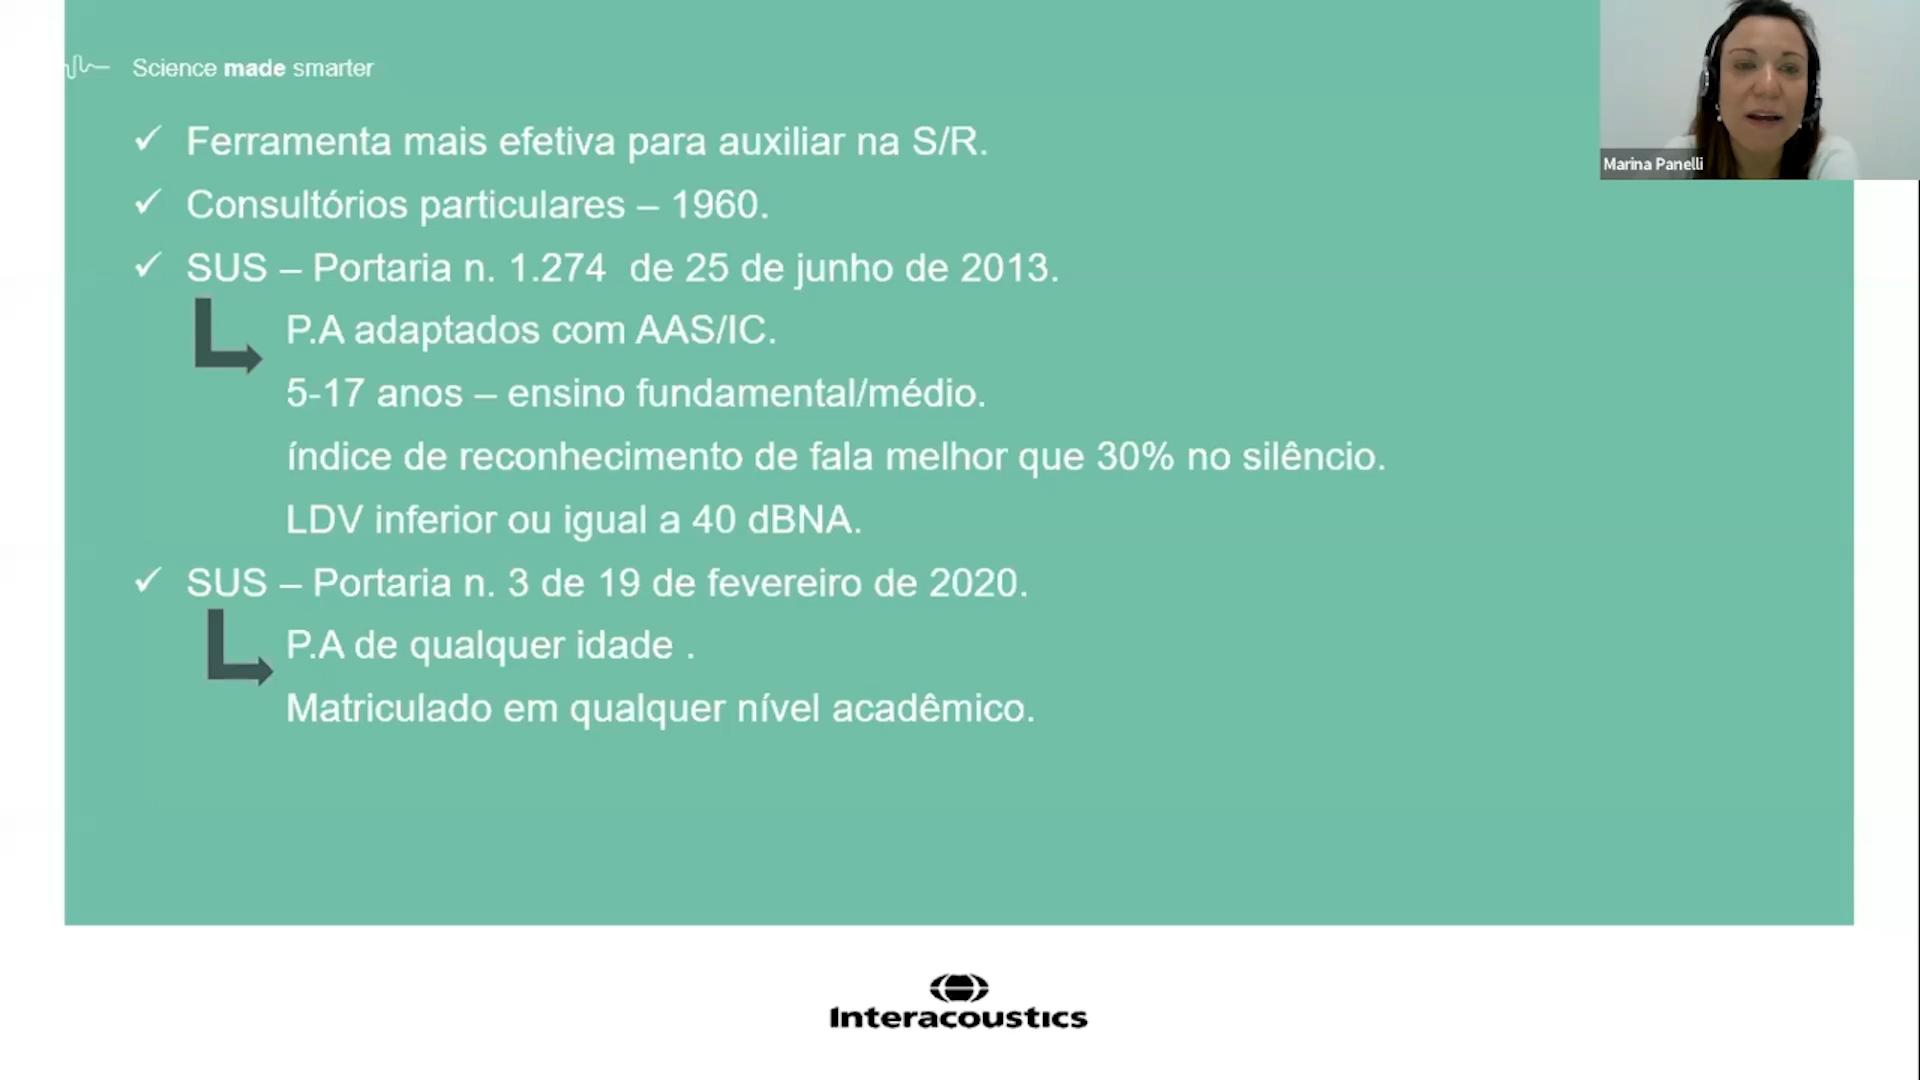 Science made smarter
Marina Panelli
✓ Ferramenta mais efetiva para auxiliar na S/R.
✓ Consultórios particulares – 1960.
✓ SUS – Portaria n. 1.274 de 25 de junho de 2013.
P.A adaptados com AAS/IC.
5-17 anos – ensino fundamental/médio.
índice de reconhecimento de fala melhor que 30% no silêncio.
LDV inferior ou igual a 40 dBNA.
✓ SUS – Portaria n. 3 de 19 de fevereiro de 2020.
P.A de qualquer idade .
Matriculado em qualquer nível acadêmico.
Interacoustics